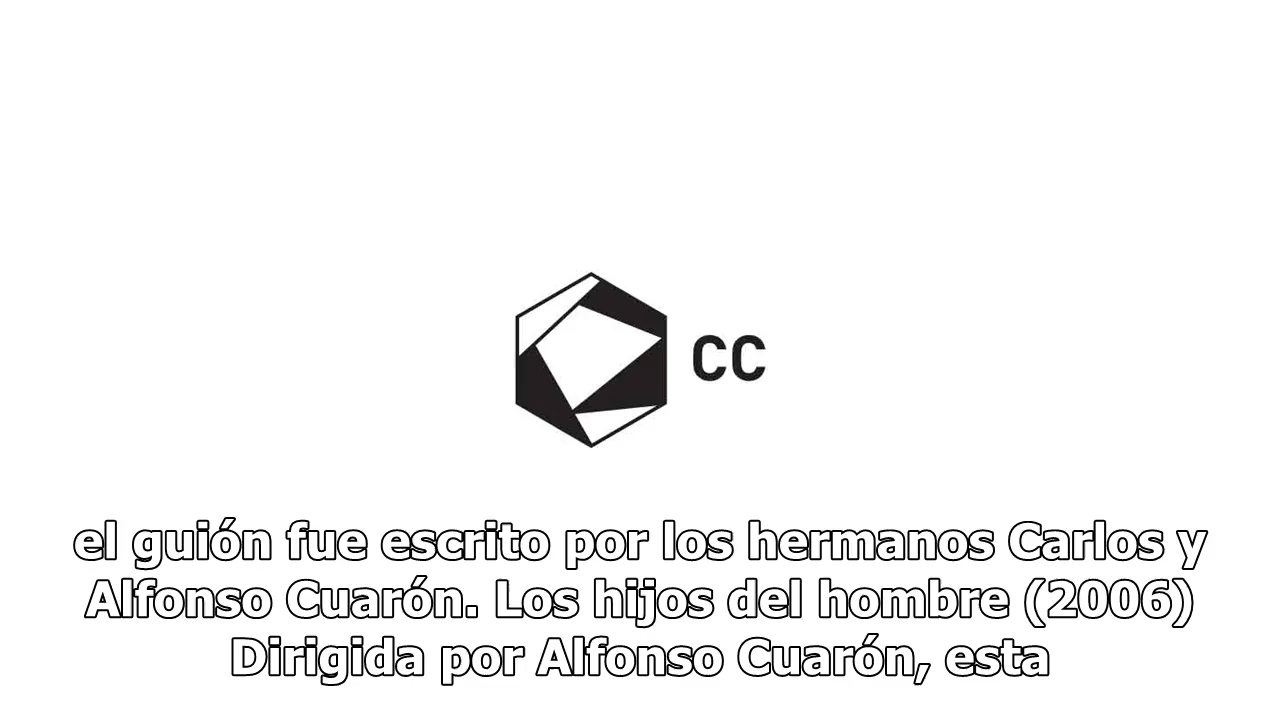 CC
el guión fue escrito por los hermanos Carlos y
Alfonso Cuarón. Los hijos del hombre (2006)
Dirigida por Alfonso Cuarón, esta